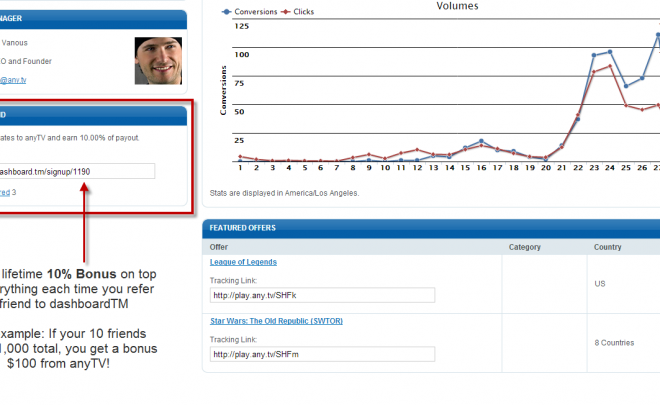 NAGER
Vanous
O and Founder
@any.tv
D
ates to anyTV and earn 10.00% of payout
ashboard.tm/signup/1190
red 3
lifetime 10% Bonus on top
rything each time you refer
friend to dashboardTM
xample: If your 10 friends
1,000 total, you get a bonus
$100 from anyTV!
Volumes
Conversions Clicks
Conversions
125
100
75
50
25
1 2 3 4 5 6 7 8 9 10 11 12 13 14 15 16 17 18 19 20 21 22 23 24 25 26 27
Stats are displayed in America/Los Angeles.
FEATURED OFFERS
Offer Category Country
League of Legends
Tracking Link:
http://play.any.tv/SHFk
US
Star Wars: The Old Republic (SWTOR)
Tracking Link:
http://play.any.tv/SHFm
8 Countries